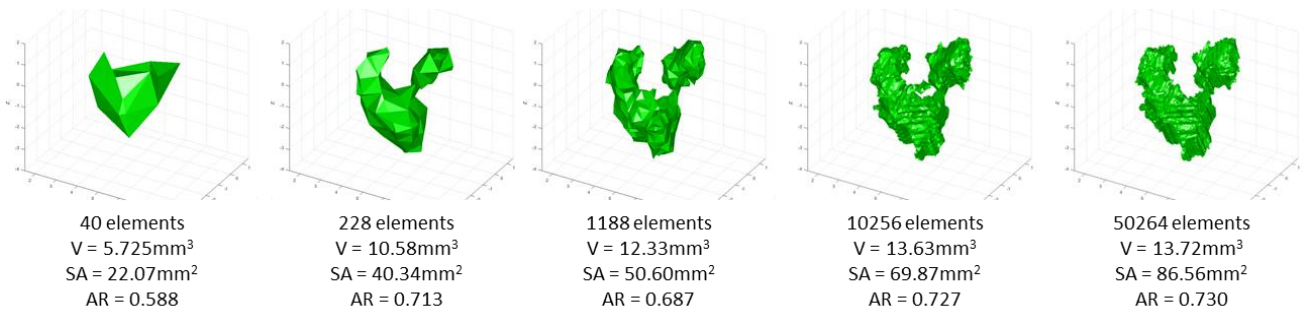 40 elements
V = 5.725mm³
SA = 22.07mm²
AR = 0.588
228 elements
V = 10.58mm³
SA = 40.34mm²
AR = 0.713
1188 elements
V = 12.33mm³
SA = 50.60mm²
AR = 0.687
10256 elements
V = 13.63mm³
SA = 69.87mm²
AR = 0.727
50264 elements
V = 13.72mm³
SA = 86.56mm²
AR = 0.730